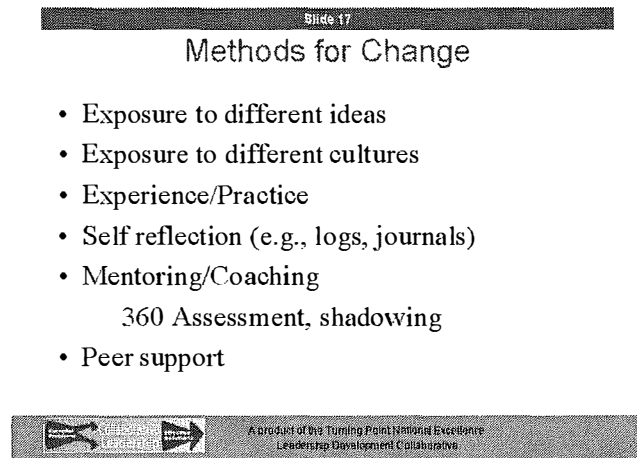 Slide 17
Methods for Change
• Exposure to different ideas
• Exposure to different cultures
• Experience/Practice
• Self reflection (e.g., logs, journals)
• Mentoring/Coaching
360 Assessment, shadowing
• Peer support
A product of the Turning Point National Excellence
Leadership Development Collaborative